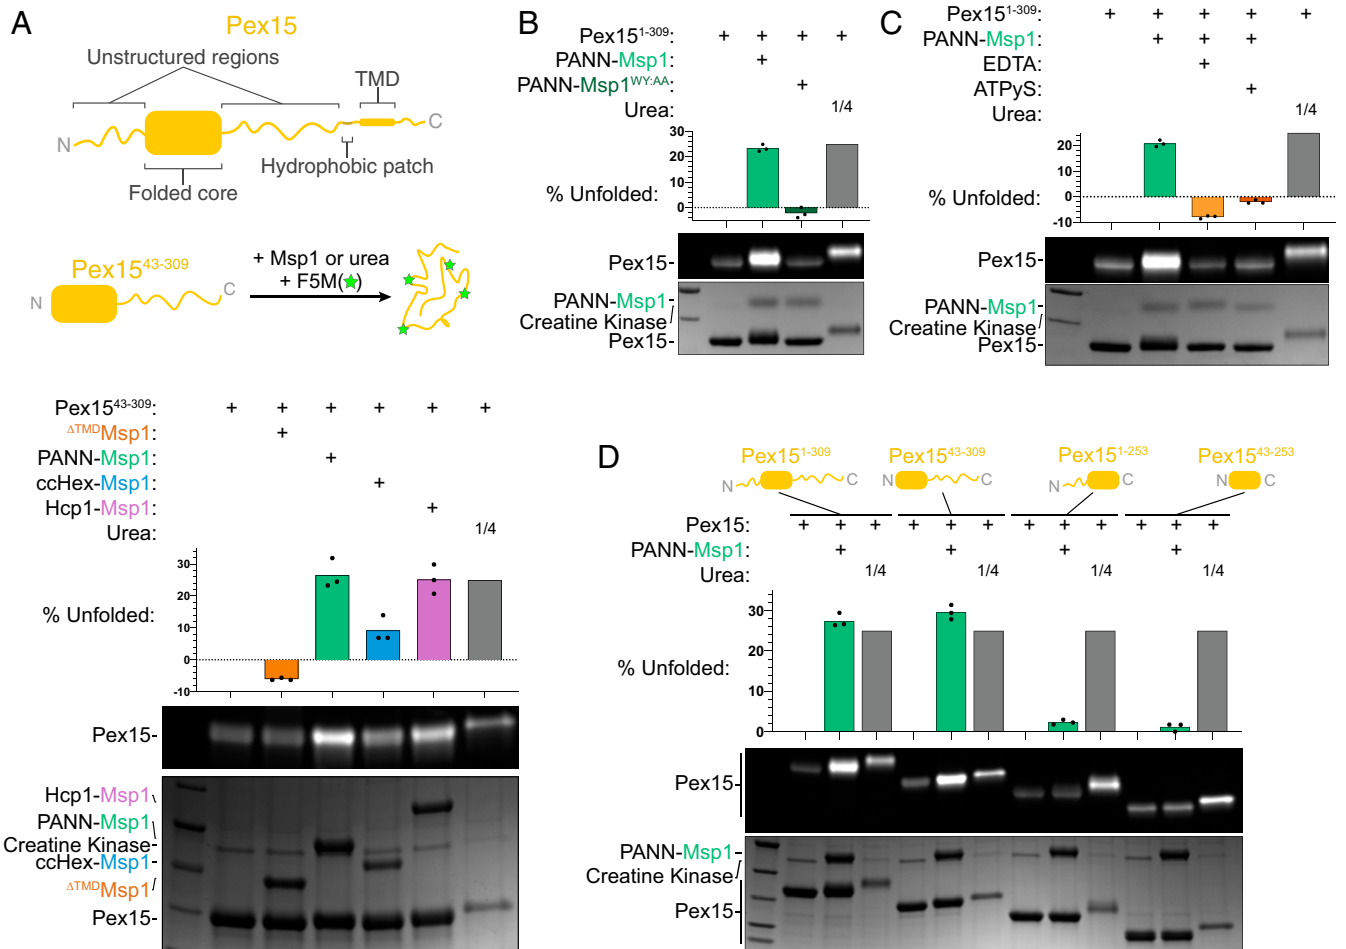 A
Pex15
Unstructured regions
TMD
N
C
Hydrophobic patch
Folded core
Pex15⁴³⁻³⁰⁹
N
C
+ Msp1 or urea
+ F5M(★)
Pex15⁴³⁻³⁰⁹: + + + + + +
ΔTMDMsp1: +
PANN-Msp1: +
ccHex-Msp1: +
Hcp1-Msp1: +
Urea: 1/4
% Unfolded:
30
20
10
0
-10
Pex15-
Hcp1-Msp1
PANN-Msp1
Creatine Kinase-
ccHex-Msp1-
ΔTMDMsp1
Pex15-
B
Pex15¹⁻³⁰⁹: + + + +
PANN-Msp1: +
PANN-Msp1ᵂʸ:ᴬᴬ: +
Urea: 1/4
% Unfolded:
30
20
10
0
Pex15-
PANN-Msp1-
Creatine Kinase
Pex15-
C
Pex15¹⁻³⁰⁹: + + + + +
PANN-Msp1: + + +
EDTA: +
ATPyS: +
Urea: 1/4
% Unfolded:
20
10
0
-10
Pex15-
PANN-Msp1-
Creatine Kinase
Pex15-
D
Pex15¹⁻³⁰⁹ Pex15⁴³⁻³⁰⁹ Pex15¹⁻²⁵³ Pex15⁴³⁻²⁵³
N C N C N C N C
Pex15: + + + + + + + + + + + +
PANN-Msp1: + + + +
Urea: 1/4 1/4 1/4 1/4
% Unfolded:
30
20
10
0
Pex15-
PANN-Msp1-
Creatine Kinase
Pex15-